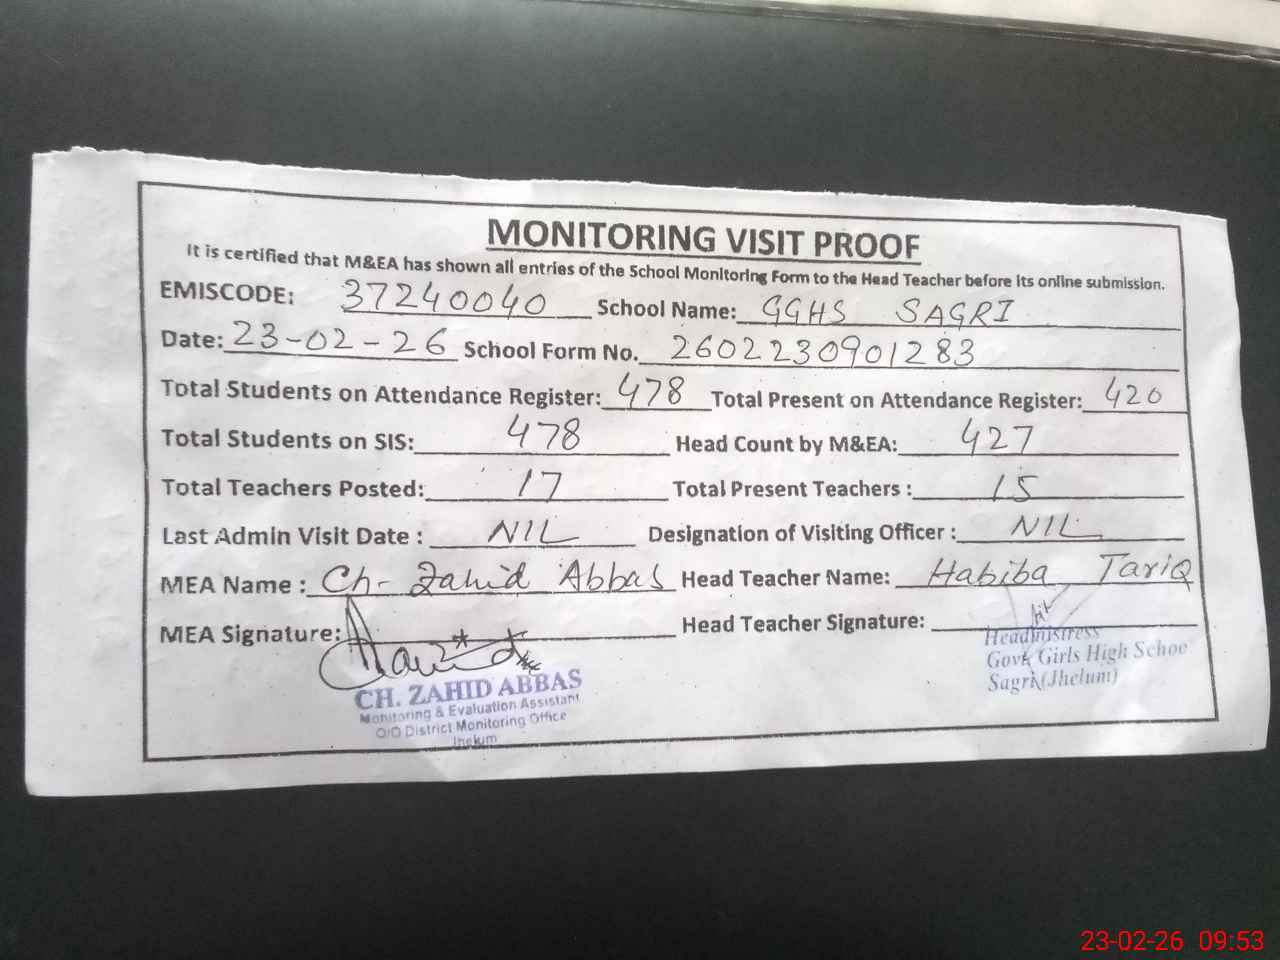 MONITORING VISIT PROOF
It is certified that M&EA has shown all entries of the School Monitoring Form to the Head Teacher before its online submission.
EMISCODE: 37240040 School Name: GGHS SAGRI
Date: 23-02-26 School Form No. 2602230901283
Total Students on Attendance Register: 478 Total Present on Attendance Register: 420
Total Students on SIS: 478 Head Count by M&EA: 427
Total Teachers Posted: 17 Total Present Teachers : 15
Last Admin Visit Date : NIL Designation of Visiting Officer : NIL
MEA Name : Ch- Zahid Abbas Head Teacher Name: Habiba Tariq
MEA Signature: Head Teacher Signature:
CH. ZAHID ABBAS
Monitoring & Evaluation Assistant
O/O District Monitoring Office
Jhelum
Headmistress
Govt Girls High Schoo
Sagri (Jhelum)
23-02-26 09:53